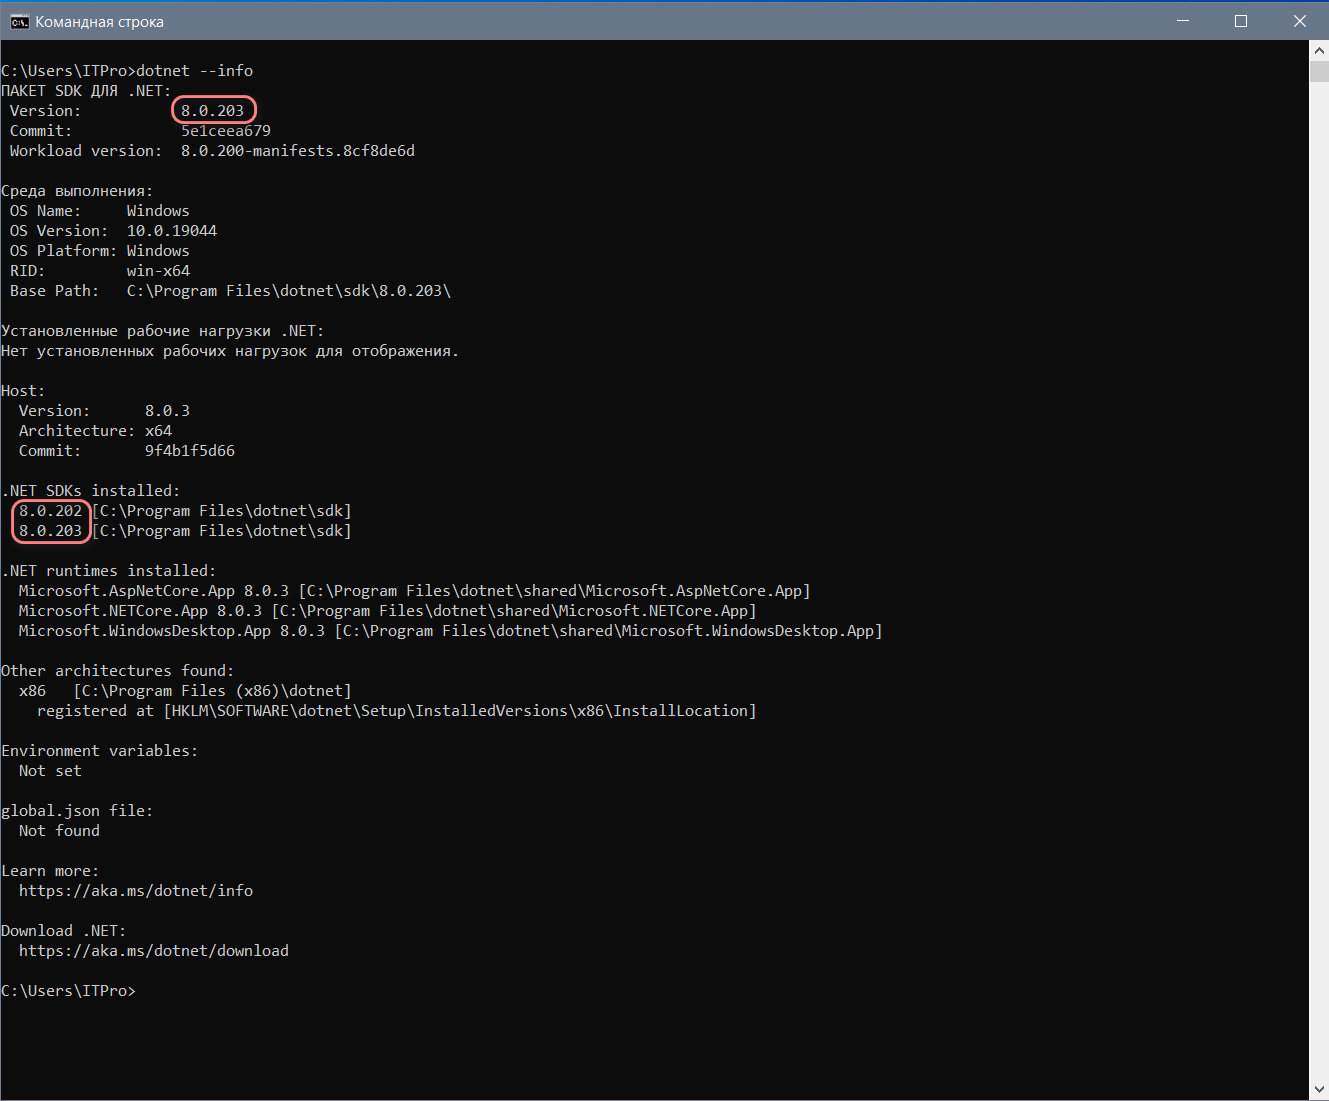 Командная строка
C:\Users\ITPro>dotnet --info
ПАКЕТ SDK ДЛЯ .NET:
Version: 8.0.203
Commit: 5e1ceea679
Workload version: 8.0.200-manifests.8cf8de6d
Среда выполнения:
OS Name: Windows
OS Version: 10.0.19044
OS Platform: Windows
RID: win-x64
Base Path: C:\Program Files\dotnet\sdk\8.0.203\
Установленные рабочие нагрузки .NET:
Нет установленных рабочих нагрузок для отображения.
Host:
Version: 8.0.3
Architecture: x64
Commit: 9f4b1f5d66
.NET SDKs installed:
8.0.202 [C:\Program Files\dotnet\sdk]
8.0.203 [C:\Program Files\dotnet\sdk]
.NET runtimes installed:
Microsoft.AspNetCore.App 8.0.3 [C:\Program Files\dotnet\shared\Microsoft.AspNetCore.App]
Microsoft.NETCore.App 8.0.3 [C:\Program Files\dotnet\shared\Microsoft.NETCore.App]
Microsoft.WindowsDesktop.App 8.0.3 [C:\Program Files\dotnet\shared\Microsoft.WindowsDesktop.App]
Other architectures found:
x86 [C:\Program Files (x86)\dotnet]
registered at [HKLM\SOFTWARE\dotnet\Setup\InstalledVersions\x86\InstallLocation]
Environment variables:
Not set
global.json file:
Not found
Learn more:
https://aka.ms/dotnet/info
Download .NET:
https://aka.ms/dotnet/download
C:\Users\ITPro>